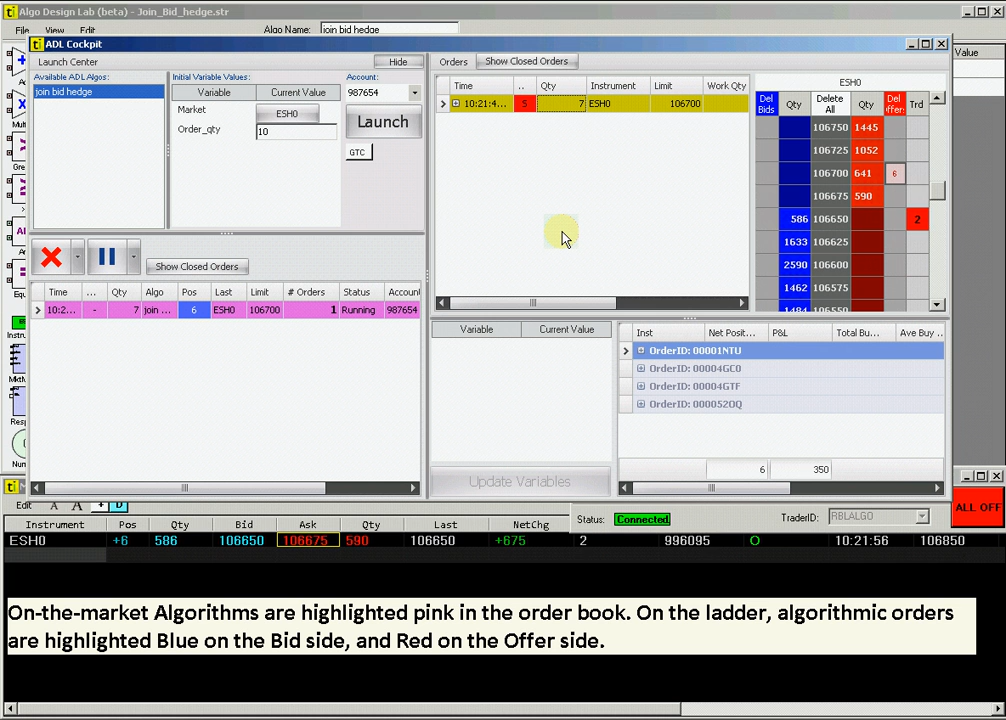 ti Algo Design Lab (beta) - Join_Bid_hedge.str
File View Edit Algo Name: join bid hedge
ti ADL Cockpit
Launch Center Hide Orders Show Closed Orders
Value
Available ADL Algos: Initial Variable Values: Account:
join bid hedge
Variable Current Value 987654
Market ESH0
Order_qty 10
Launch
GTC
Time .. Qty Instrument Limit Work Qty
10:21:4... S 7 ESH0 106700
ESH0
Del Bids Qty Delete All Qty Del Offers Trd
106750 1445
106725 1052
106700 641 6
106675 590
586 106650 2
1633 106625
2590 106600
1462 106575
1484 106550
Show Closed Orders
Time ... Qty Algo Pos Last Limit # Orders Status Account
10:2... - 7 join ... 6 ESH0 106700 1 Running 987654
Variable Current Value
Update Variables
Inst Net Posit... P&L Total Bu... Ave Buy ..
OrderID: 00001NTU
OrderID: 00004GC0
OrderID: 00004GTF
OrderID: 000052OQ
6 350
ti
Edit A A + D
Status: Connected TraderID: RBLALGO ALL OFF
Instrument Pos Qty Bid Ask Qty Last NetChg
ESH0 +6 586 106650 106675 590 106650 +675 2 996095 O 10:21:56 106850
On-the-market Algorithms are highlighted pink in the order book. On the ladder, algorithmic orders
are highlighted Blue on the Bid side, and Red on the Offer side.